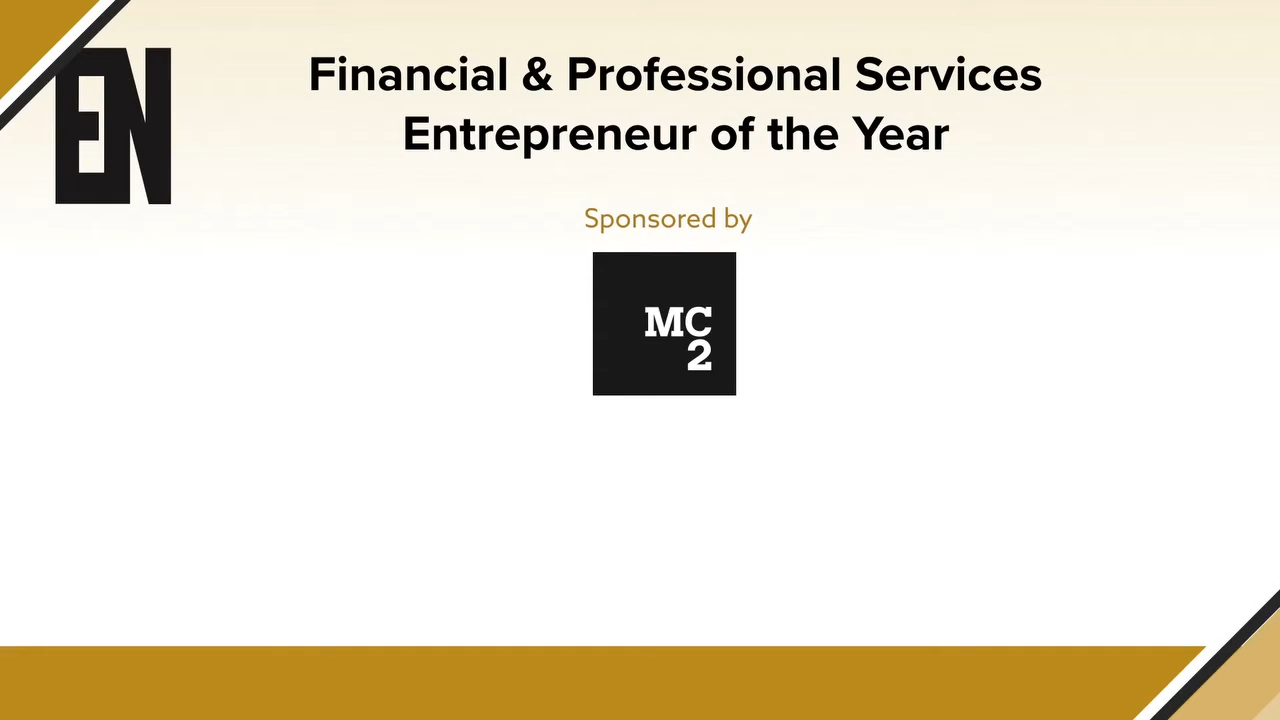 EN
Financial & Professional Services
Entrepreneur of the Year
Sponsored by
MC
2